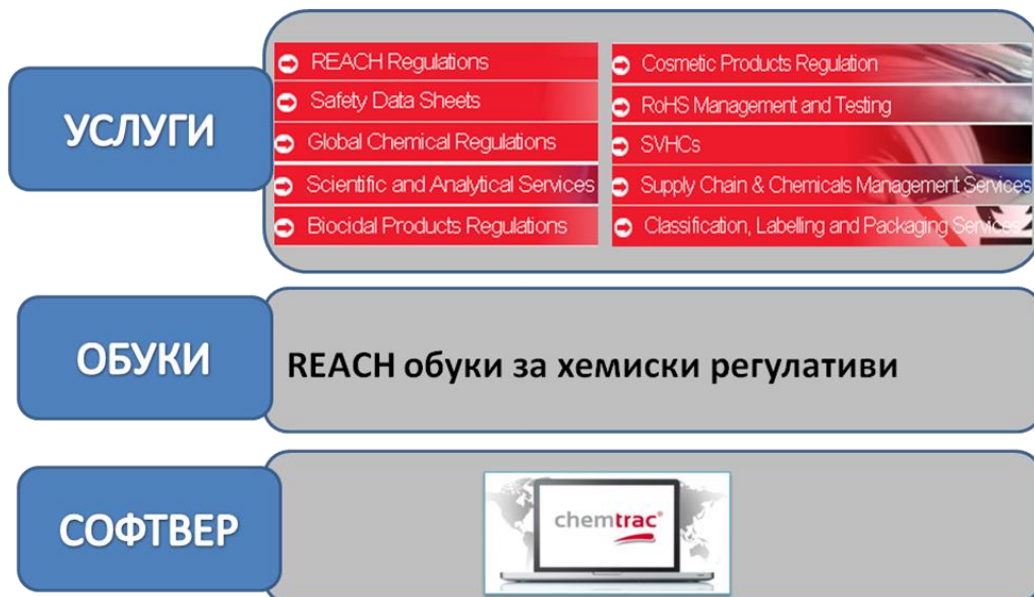 УСЛУГИ
REACH Regulations
Safety Data Sheets
Global Chemical Regulations
Scientific and Analytical Services
Biocidal Products Regulations
Cosmetic Products Regulation
RoHS Management and Testing
SVHCs
Supply Chain & Chemicals Management Services
Classification, Labelling and Packaging Services
ОБУКИ
REACH обуки за хемиски регулативи
СОФТВЕР
chemtrac®